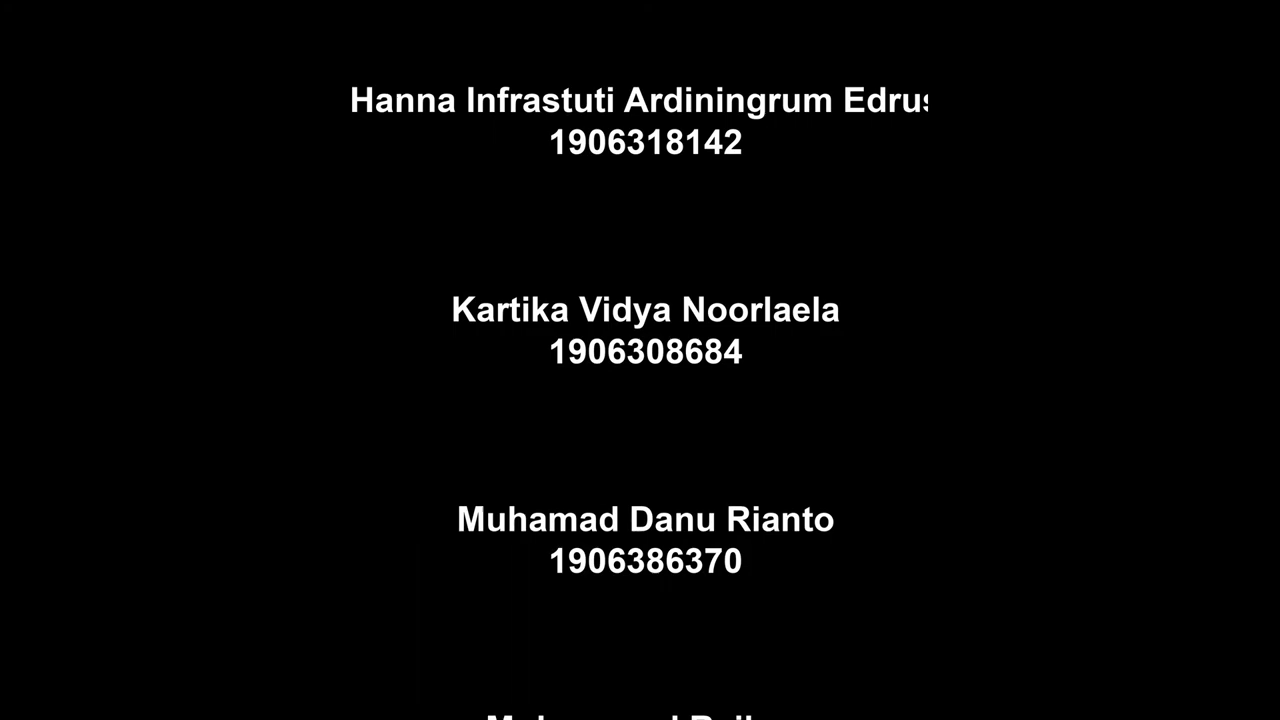 Hanna Infrastuti Ardiningrum Edrus
1906318142
Kartika Vidya Noorlaela
1906308684
Muhamad Danu Rianto
1906386370